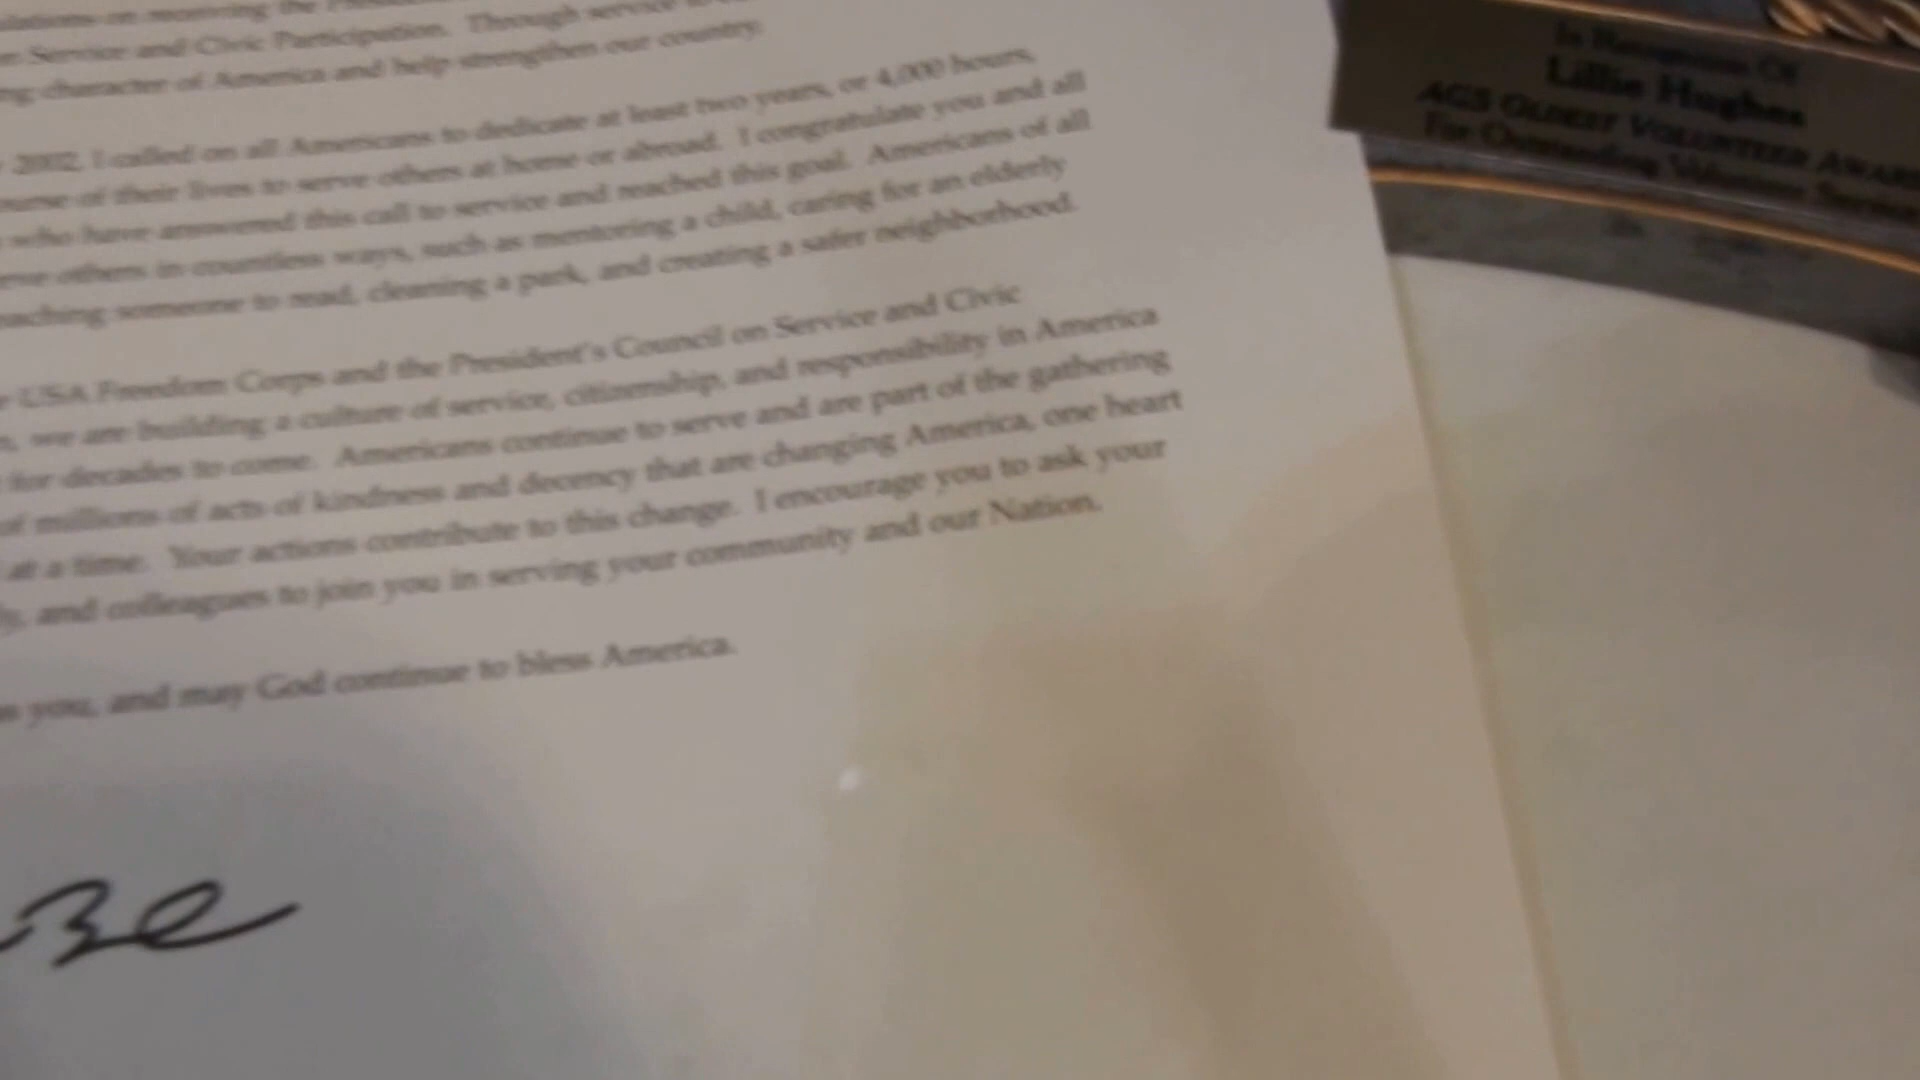 Service and Civic Participation. Through service
character of America and help strengthen our country.
2002, I called on all Americans to dedicate at least two years, or 4,000 hours,
of their lives to serve others at home or abroad. I congratulate you and all
who have answered this call to service and reached this goal. Americans of all
others in countless ways, such as mentoring a child, caring for an elderly
someone to read, cleaning a park, and creating a safer neighborhood.
USA Freedom Corps and the President's Council on Service and Civic
we are building a culture of service, citizenship, and responsibility in America
for decades to come. Americans continue to serve and are part of the gathering
of millions of acts of kindness and decency that are changing America, one heart
at a time. Your actions contribute to this change. I encourage you to ask your
and colleagues to join you in serving your community and our Nation.
you, and may God continue to bless America.
In Recognition Of
Lillie Hughes
AGS OLDEST VOLUNTEER AWARD
For Outstanding Volunteer Service